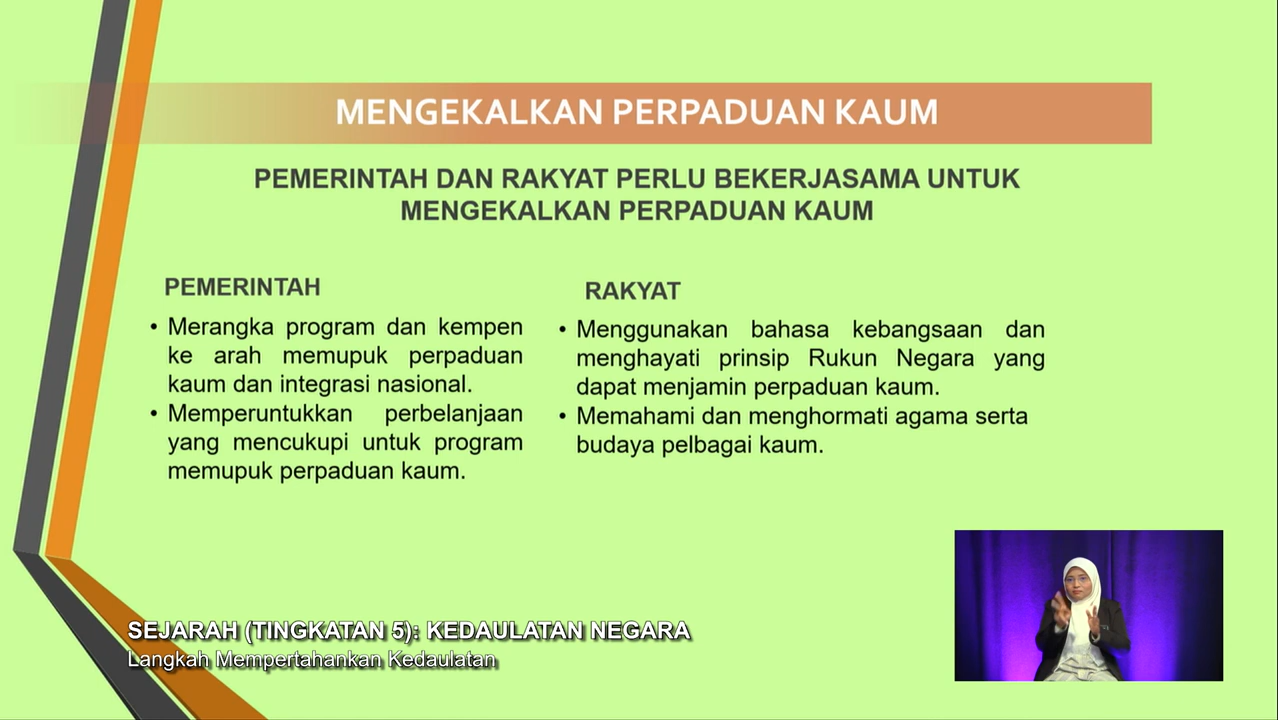 MENGEKALKAN PERPADUAN KAUM
PEMERINTAH DAN RAKYAT PERLU BEKERJASAMA UNTUK
MENGEKALKAN PERPADUAN KAUM
PEMERINTAH
• Merangka program dan kempen
ke arah memupuk perpaduan
kaum dan integrasi nasional.
• Memperuntukkan perbelanjaan
yang mencukupi untuk program
memupuk perpaduan kaum.
RAKYAT
• Menggunakan bahasa kebangsaan dan
menghayati prinsip Rukun Negara yang
dapat menjamin perpaduan kaum.
• Memahami dan menghormati agama serta
budaya pelbagai kaum.
SEJARAH (TINGKATAN 5): KEDAULATAN NEGARA
Langkah Mempertahankan Kedaulatan